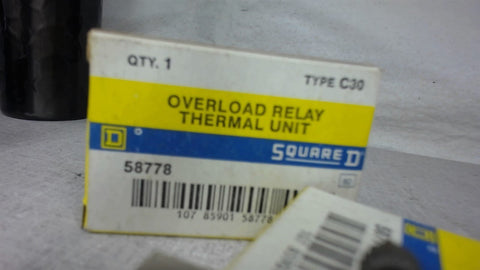 QTY. 1
TYPE C30
OVERLOAD RELAY
THERMAL UNIT
D
SQUARE D
58778
107 85901 58778